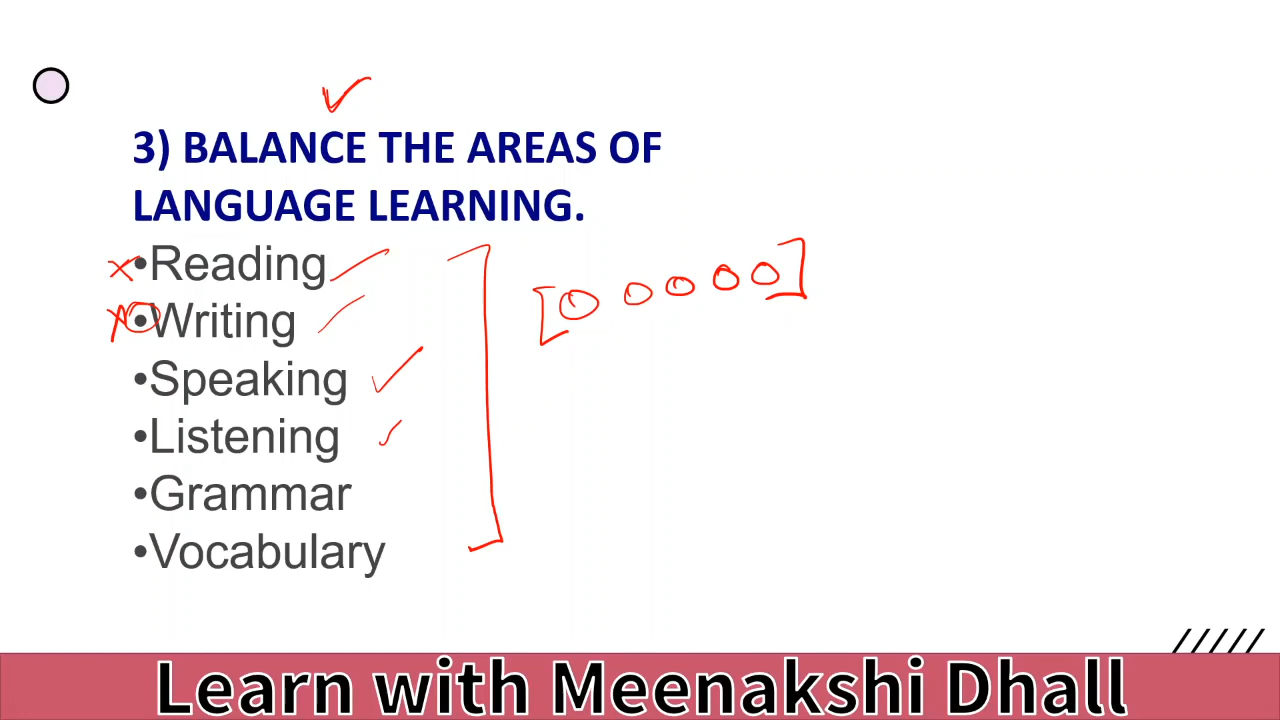 3) BALANCE THE AREAS OF
LANGUAGE LEARNING.
•Reading
•Writing
•Speaking
•Listening
•Grammar
•Vocabulary
Learn with Meenakshi Dhall